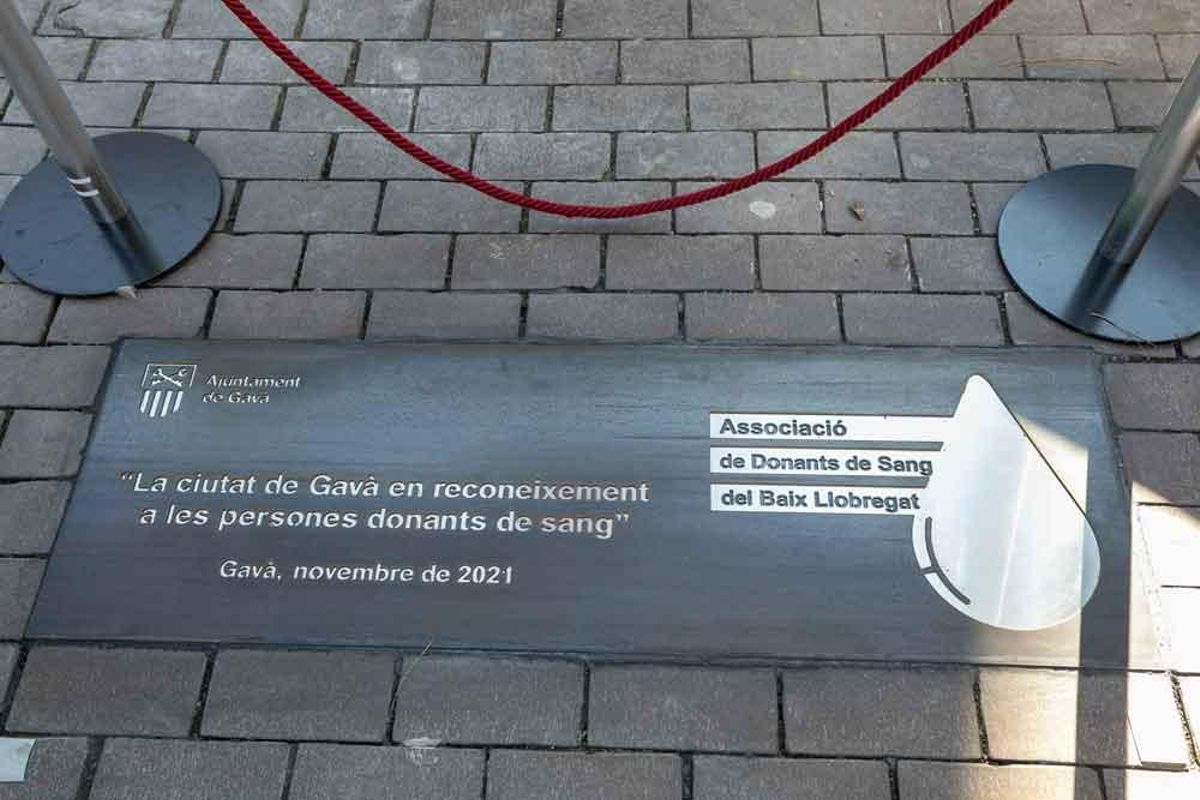 Ajuntament
de Gavà
"La ciutat de Gavà en reconeixement
a les persones donants de sang"
Gavà, novembre de 2021
Associació
de Donants de Sang
del Baix Llobregat